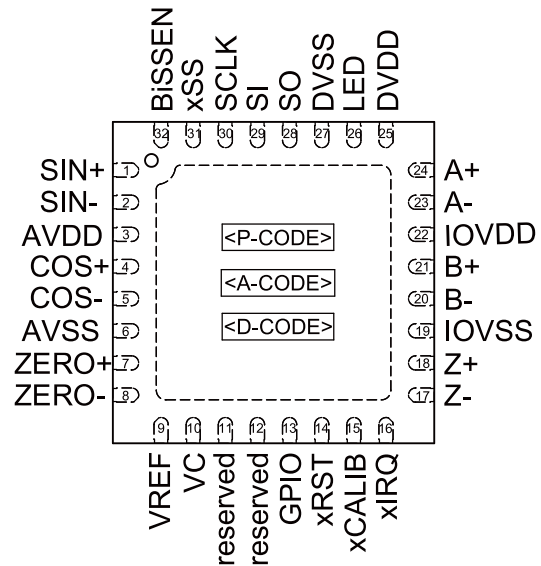 BiSSEN
xSS
SCLK
SI
SO
DVSS
LED
DVDD
32 31 30 29 28 27 26 25
SIN+ 1
SIN- 2
AVDD 3
COS+ 4
COS- 5
AVSS 6
ZERO+ 7
ZERO- 8
<P-CODE>
<A-CODE>
<D-CODE>
24 A+
23 A-
22 IOVDD
21 B+
20 B-
19 IOVSS
18 Z+
17 Z-
9 10 11 12 13 14 15 16
VREF
VC
reserved
reserved
GPIO
xRST
xCALIB
xIRQ